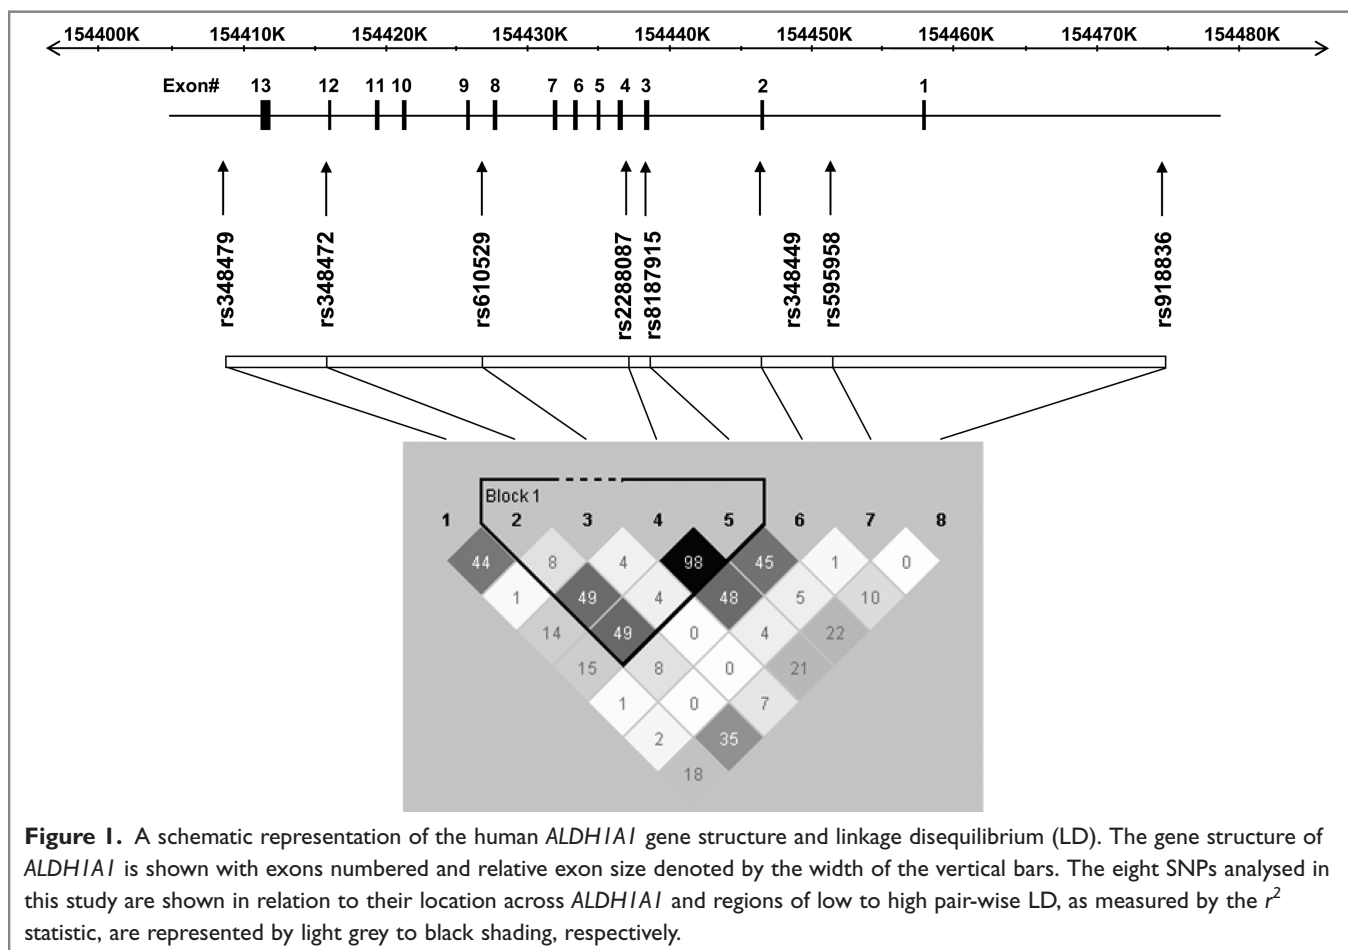 154400K 154410K 154420K 154430K 154440K 154450K 154460K 154470K 154480K
Exon# 13 12 11 10 9 8 7 6 5 4 3 2 1
rs348479 rs348472 rs610529 rs2288087 rs8187915 rs348449 rs595958 rs918836
Block 1
1 2 3 4 5 6 7 8
44 8 4 98 45 1 0
1 49 4 48 5 10
14 49 0 4 22
15 8 0 21
1 0 7
2 35
18
Figure 1. A schematic representation of the human ALDH1A1 gene structure and linkage disequilibrium (LD). The gene structure of
ALDH1A1 is shown with exons numbered and relative exon size denoted by the width of the vertical bars. The eight SNPs analysed in
this study are shown in relation to their location across ALDH1A1 and regions of low to high pair-wise LD, as measured by the r²
statistic, are represented by light grey to black shading, respectively.